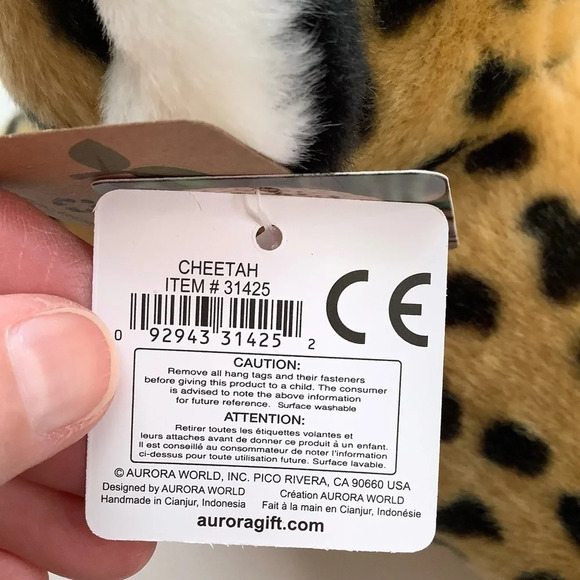 CHEETAH
ITEM # 31425
CE
0 92943 31425 2
CAUTION:
Remove all hang tags and their fasteners
before giving this product to a child. The consumer
is advised to note the above information
for future reference. Surface washable
ATTENTION:
Retirer toutes les étiquettes volantes et
leurs attaches avant de donner ce produit à un enfant.
Il est conseillé au consommateur de noter l'information
ci-dessus pour toute utilisation future. Surface lavable.
© AURORA WORLD, INC. PICO RIVERA, CA 90660 USA
Designed by AURORA WORLD Création AURORA WORLD
Handmade in Cianjur, Indonesia Fait à la main en Cianjur, Indonésie
auroragift.com